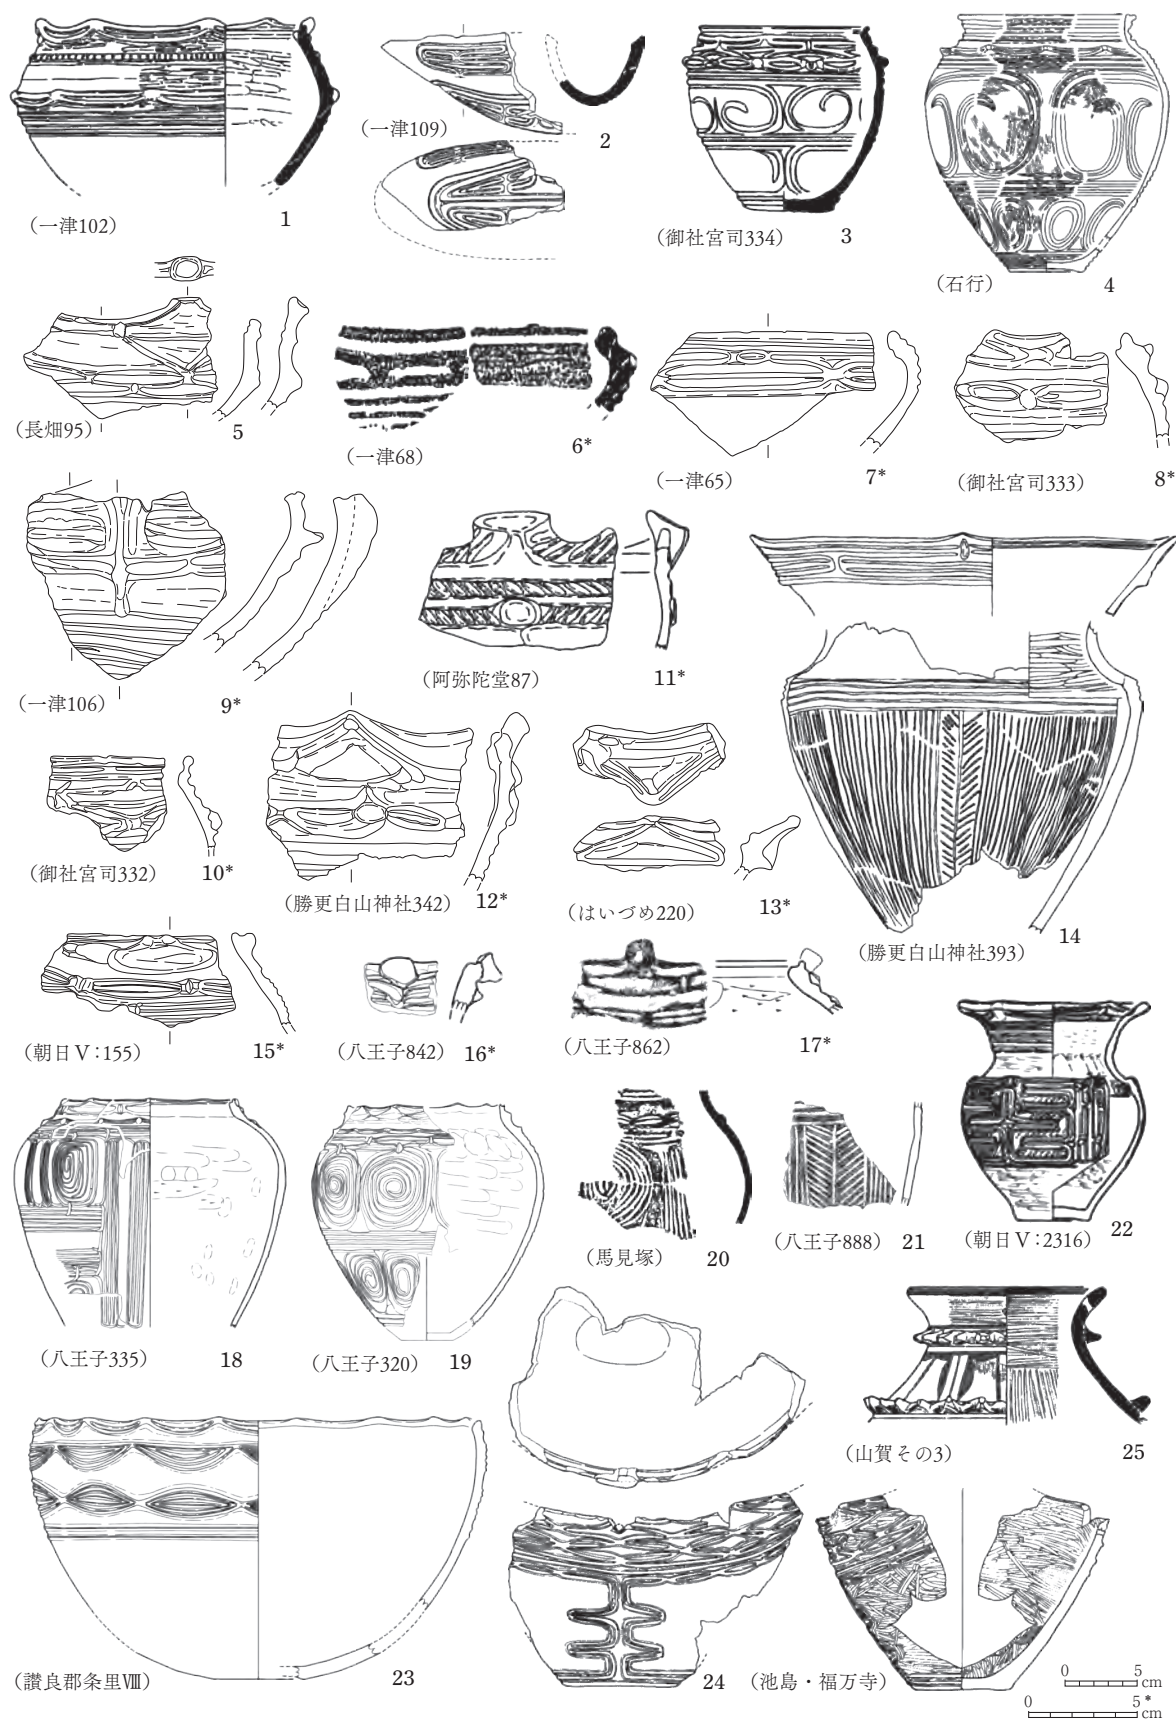 (一津102)
1
(一津109)
2
(御社宮司334)
3
(石行)
4
(長畑95)
5
(一津68)
6*
(一津65)
7*
(御社宮司333)
8*
(一津106)
9*
(阿弥陀堂87)
11*
(御社宮司332)
10*
(勝更白山神社342)
12*
(はいづめ220)
13*
(勝更白山神社393)
14
(朝日Ⅴ:155)
15*
(八王子842)
16*
(八王子862)
17*
(八王子335)
18
(八王子320)
19
(馬見塚)
20
(八王子888)
21
(朝日Ⅴ:2316)
22
(山賀その3)
25
(讃良郡条里Ⅷ)
23
24
(池島・福万寺)
0 5
cm
0 5*
cm